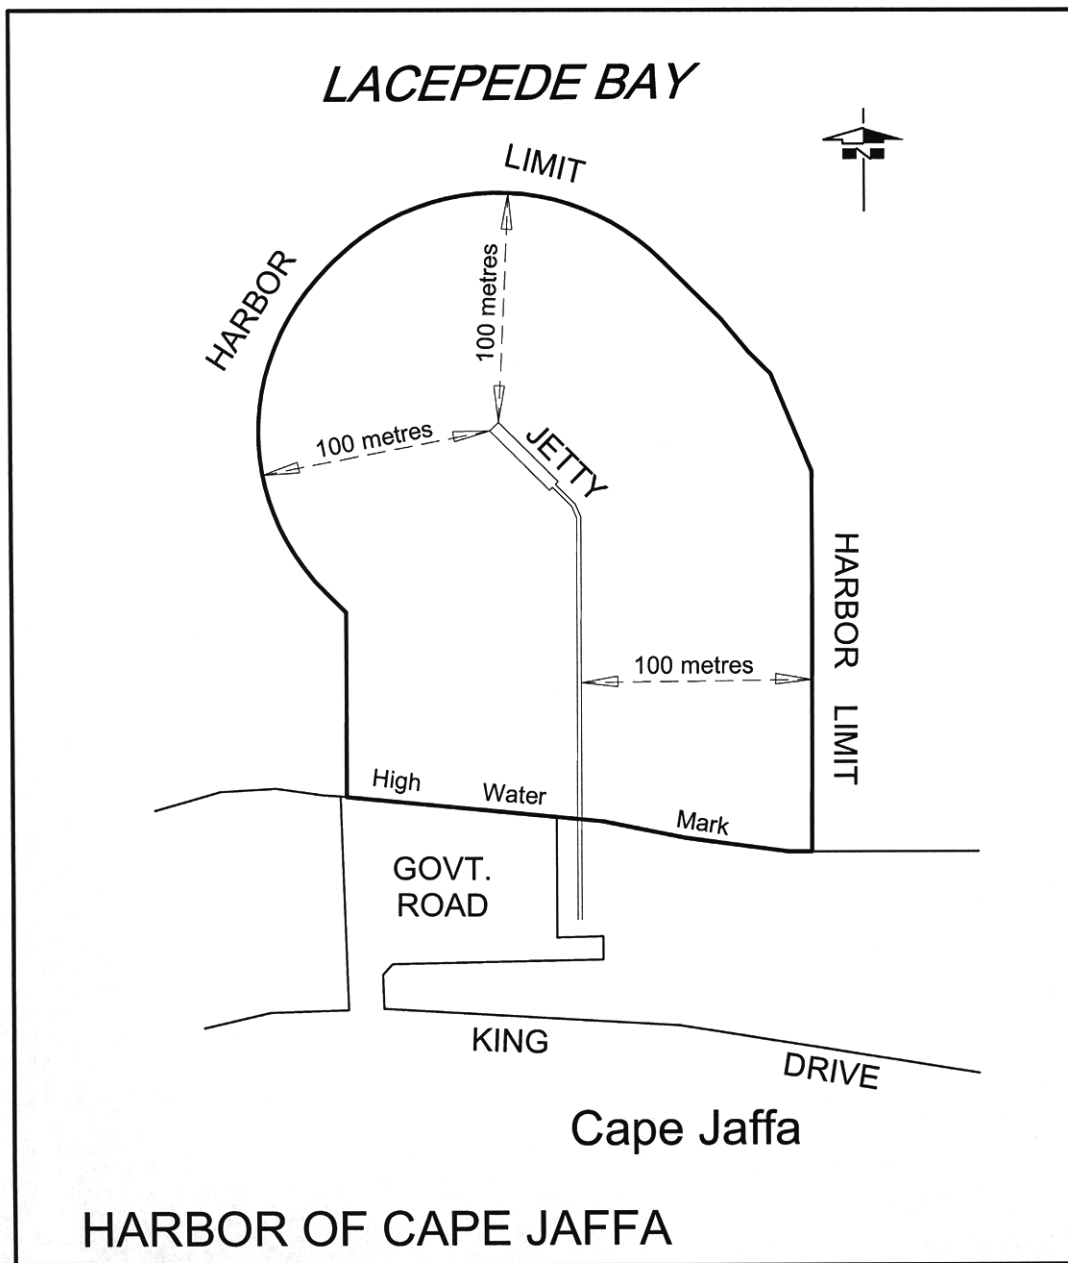 LACEPEDE BAY
N
LIMIT
HARBOR
100 metres
100 metres
JETTY
HARBOR LIMIT
100 metres
High Water Mark
GOVT.
ROAD
KING DRIVE
Cape Jaffa
HARBOR OF CAPE JAFFA